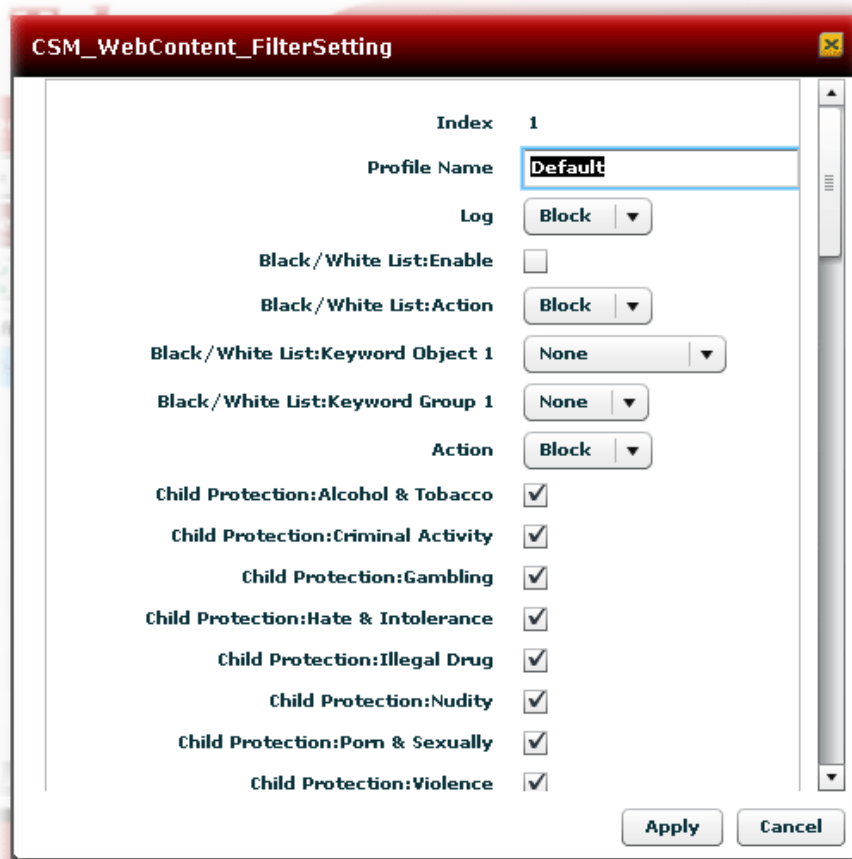 CSM_WebContent_FilterSetting
Index 1
Profile Name Default
Log Block
Black/White List:Enable
Black/White List:Action Block
Black/White List:Keyword Object 1 None
Black/White List:Keyword Group 1 None
Action Block
Child Protection:Alcohol & Tobacco
Child Protection:Criminal Activity
Child Protection:Gambling
Child Protection:Hate & Intolerance
Child Protection:Illegal Drug
Child Protection:Nudity
Child Protection:Porn & Sexually
Child Protection:Violence
Apply Cancel